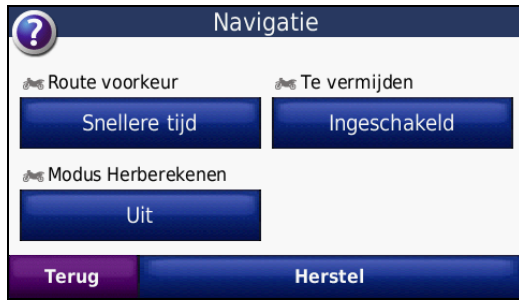 ?
Navigatie
Route voorkeur
Te vermijden
Snellere tijd
Ingeschakeld
Modus Herberekenen
Uit
Terug
Herstel